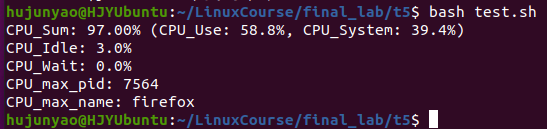 hujunyao@HJYUbuntu:~/LinuxCourse/final_lab/t5$ bash test.sh
CPU_Sum: 97.00% (CPU_Use: 58.8%, CPU_System: 39.4%)
CPU_Idle: 3.0%
CPU_Wait: 0.0%
CPU_max_pid: 7564
CPU_max_name: firefox
hujunyao@HJYUbuntu:~/LinuxCourse/final_lab/t5$